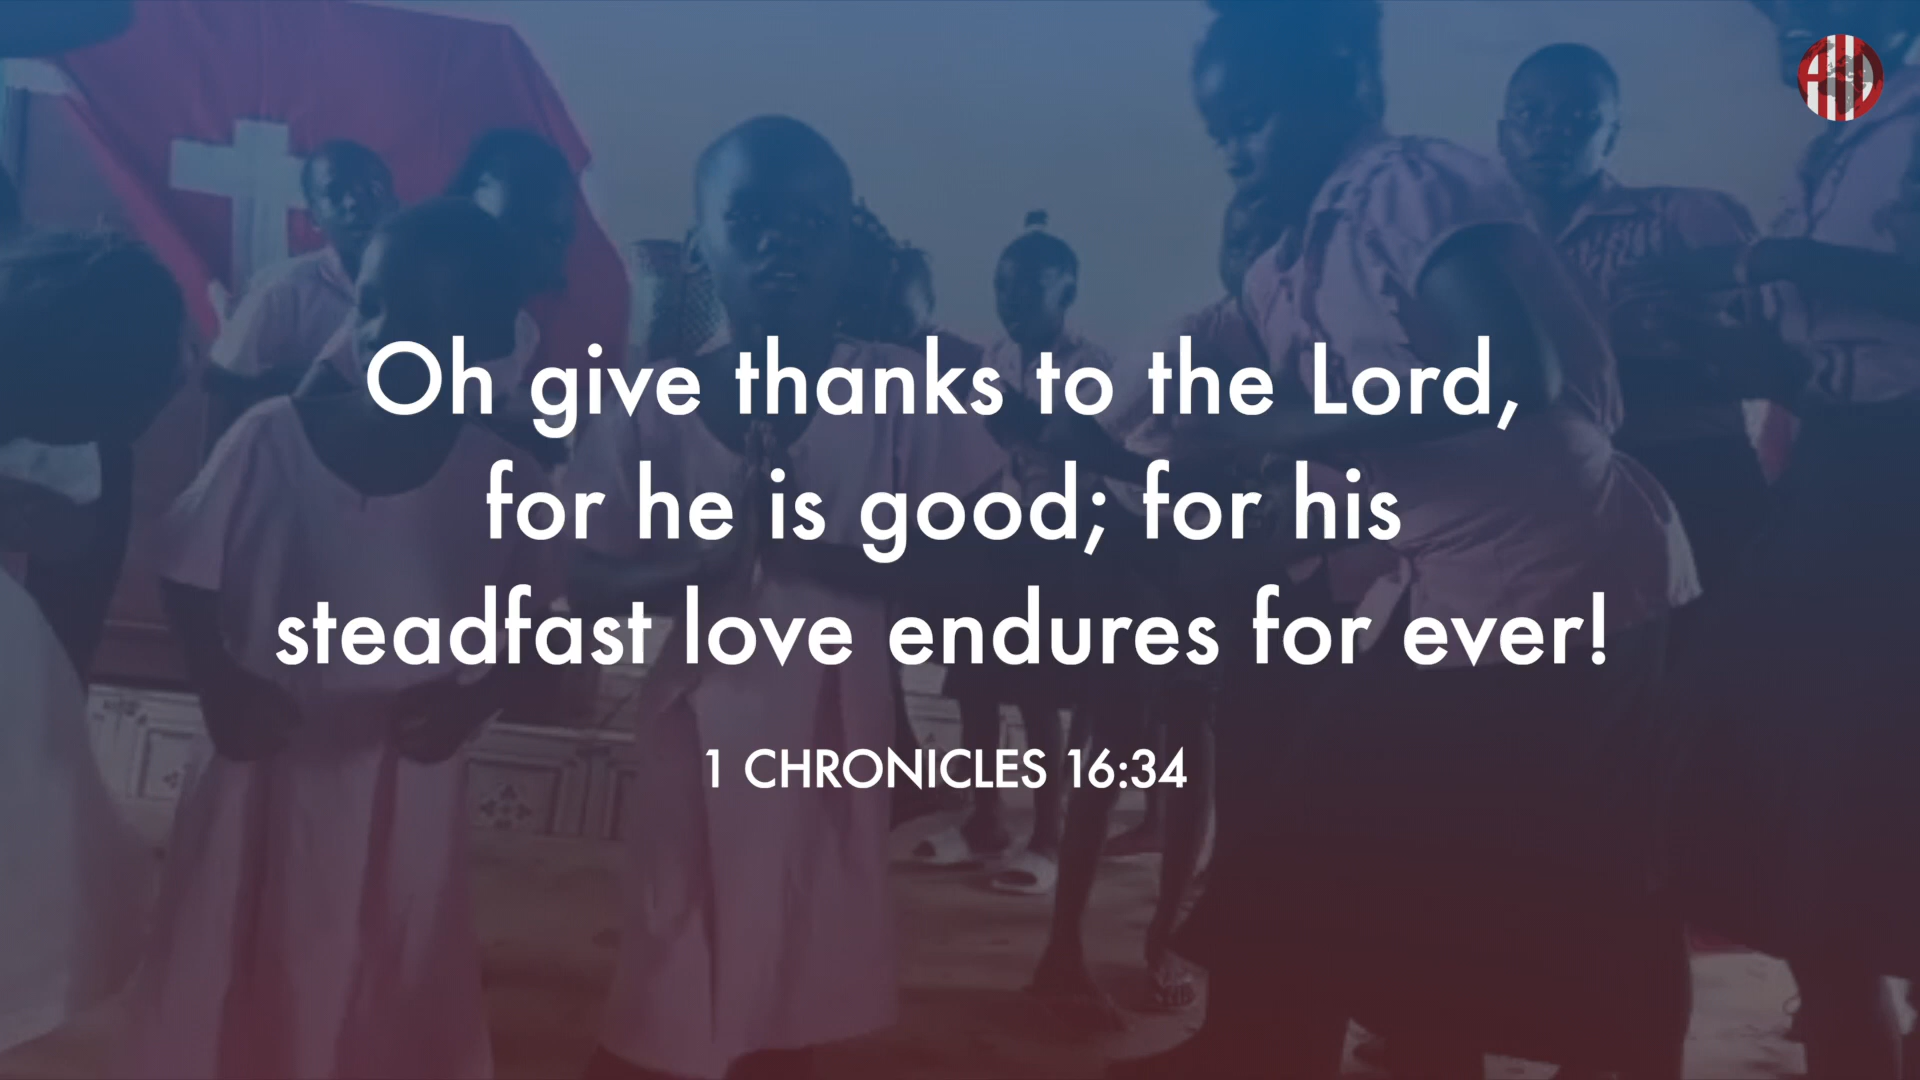 Oh give thanks to the Lord,
for he is good; for his
steadfast love endures for ever!
1 CHRONICLES 16:34